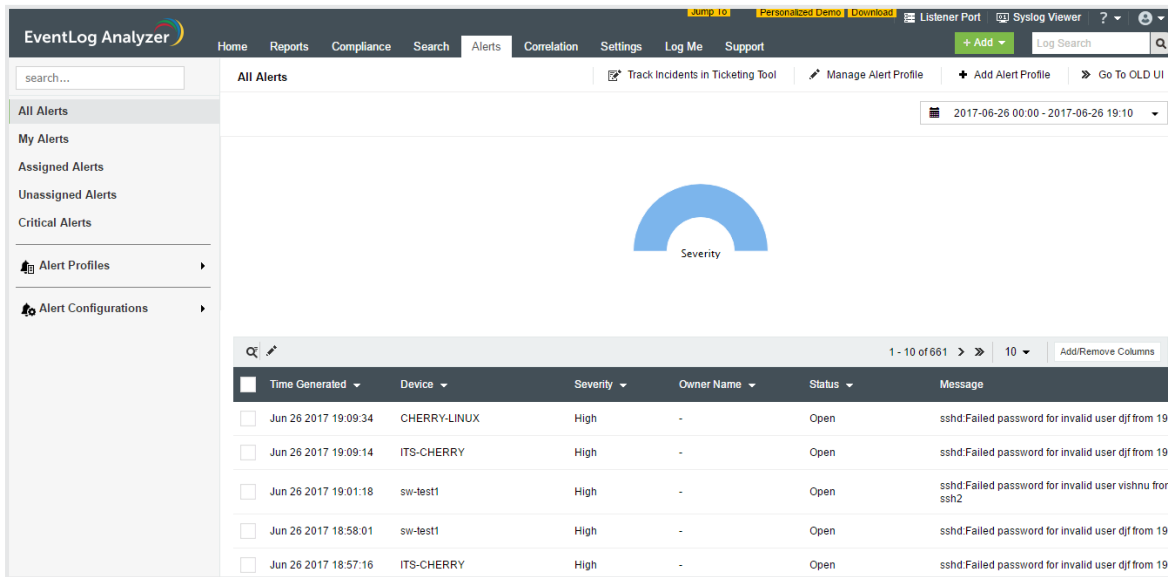 Jump To Personalized Demo Download Listener Port Syslog Viewer ?
EventLog Analyzer
Home Reports Compliance Search Alerts Correlation Settings Log Me Support + Add Log Search
search...
All Alerts Track Incidents in Ticketing Tool Manage Alert Profile Add Alert Profile Go To OLD UI
All Alerts
2017-06-26 00:00 - 2017-06-26 19:10
My Alerts
Assigned Alerts
Unassigned Alerts
Critical Alerts
Severity
Alert Profiles
Alert Configurations
1 - 10 of 661 10 Add/Remove Columns
Time Generated Device Severity Owner Name Status Message
Jun 26 2017 19:09:34 CHERRY-LINUX High - Open sshd:Failed password for invalid user djf from 19
Jun 26 2017 19:09:14 ITS-CHERRY High - Open sshd:Failed password for invalid user djf from 19
Jun 26 2017 19:01:18 sw-test1 High - Open sshd:Failed password for invalid user vishnu from
ssh2
Jun 26 2017 18:58:01 sw-test1 High - Open sshd:Failed password for invalid user djf from 19
Jun 26 2017 18:57:16 ITS-CHERRY High - Open sshd:Failed password for invalid user djf from 19